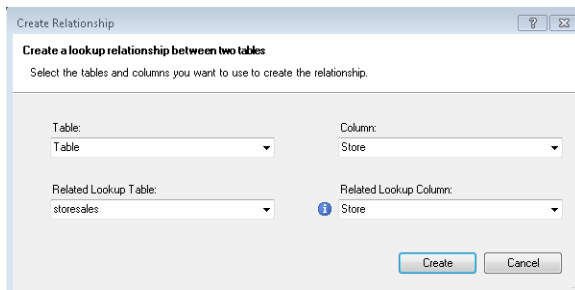 Create Relationship
Create a lookup relationship between two tables
Select the tables and columns you want to use to create the relationship.
Table:
Column:
Table
Store
Related Lookup Table:
Related Lookup Column:
storesales
Store
Create
Cancel